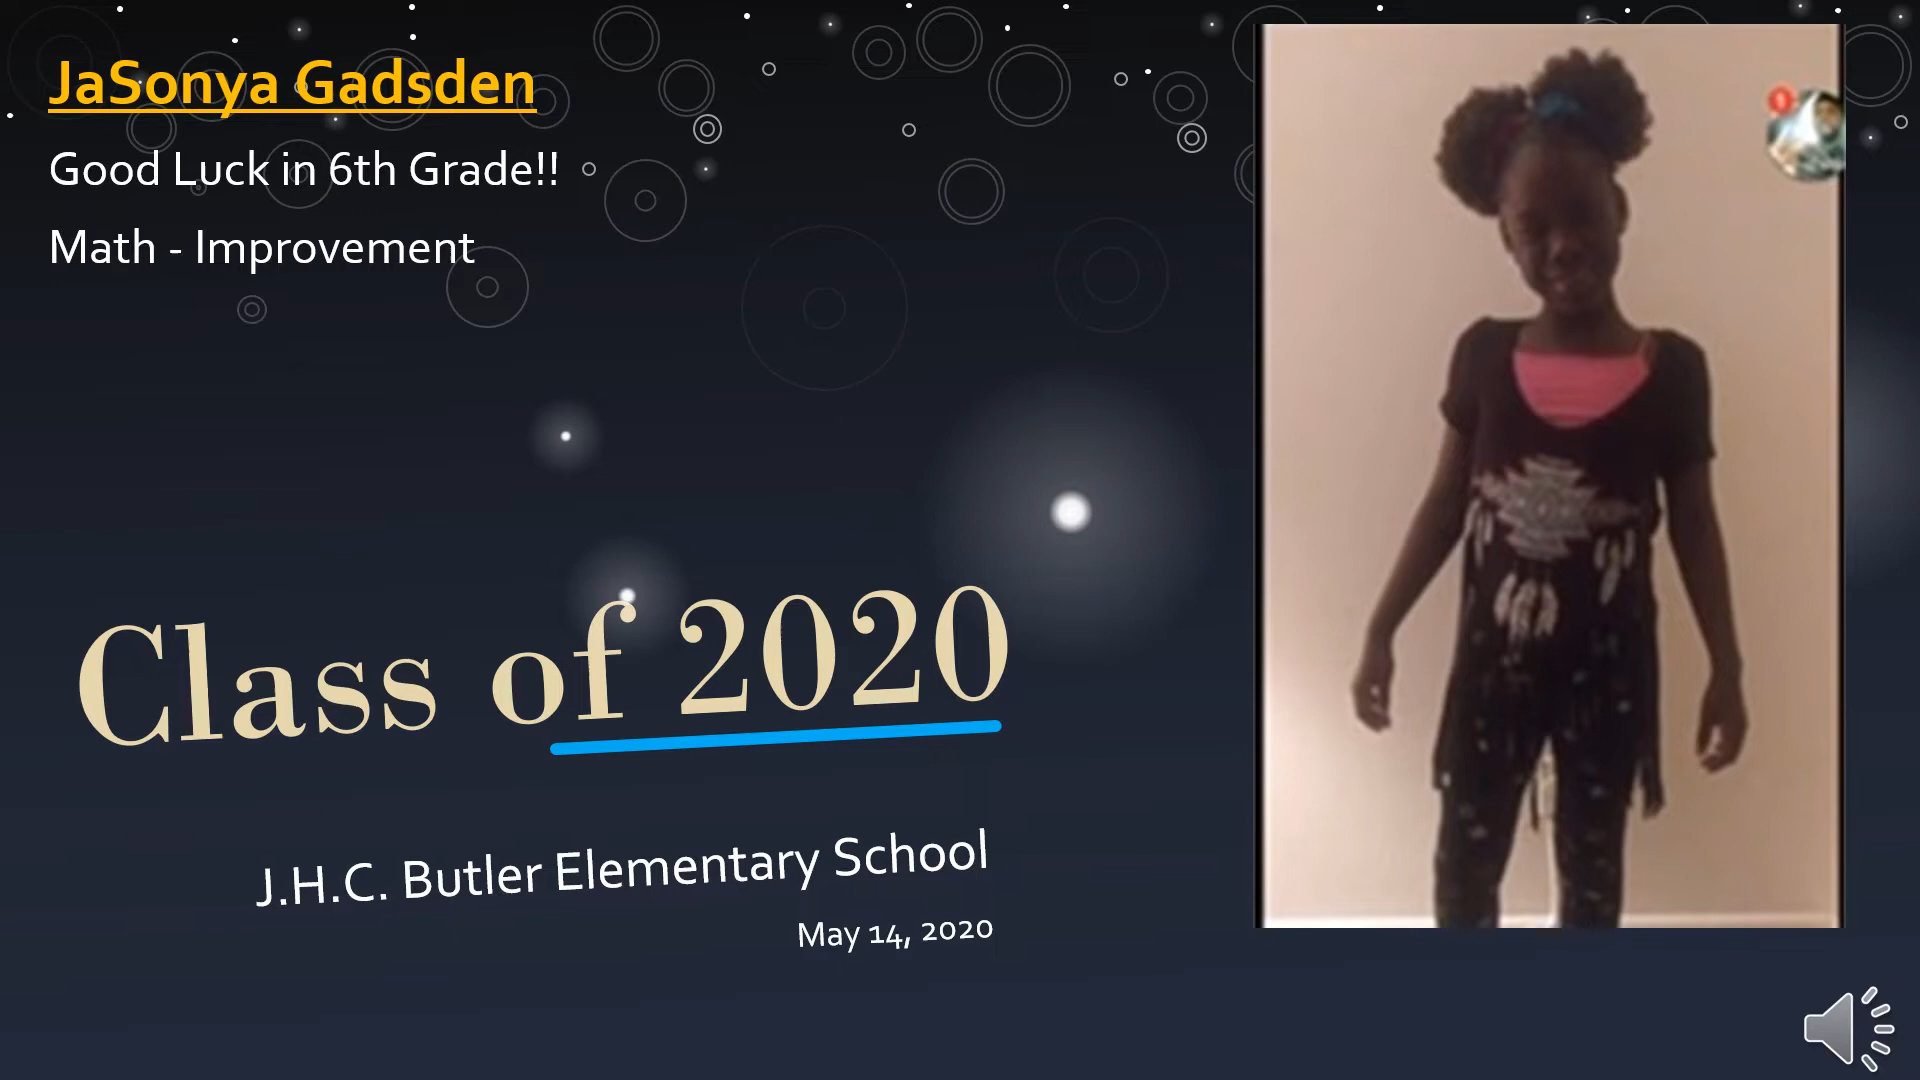 JaSonya Gadsden
Good Luck in 6th Grade!!
Math - Improvement
Class of 2020
J.H.C. Butler Elementary School
May 14, 2020